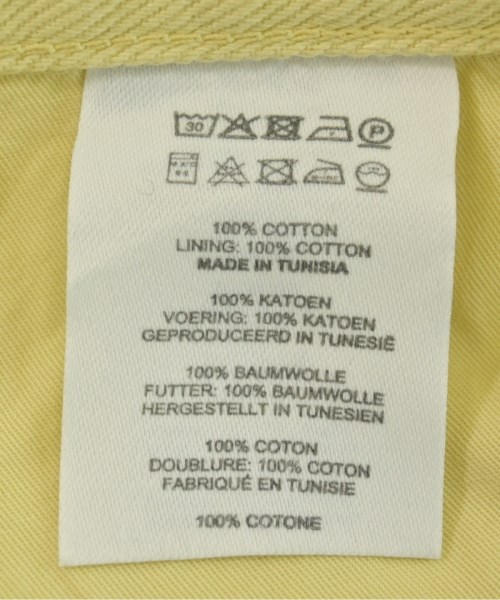 30 P
100% COTTON
LINING: 100% COTTON
MADE IN TUNISIA
100% KATOEN
VOERING: 100% KATOEN
GEPRODUCEERD IN TUNESIË
100% BAUMWOLLE
FUTTER: 100% BAUMWOLLE
HERGESTELLT IN TUNESIEN
100% COTON
DOUBLURE: 100% COTON
FABRIQUÉ EN TUNISIE
100% COTONE